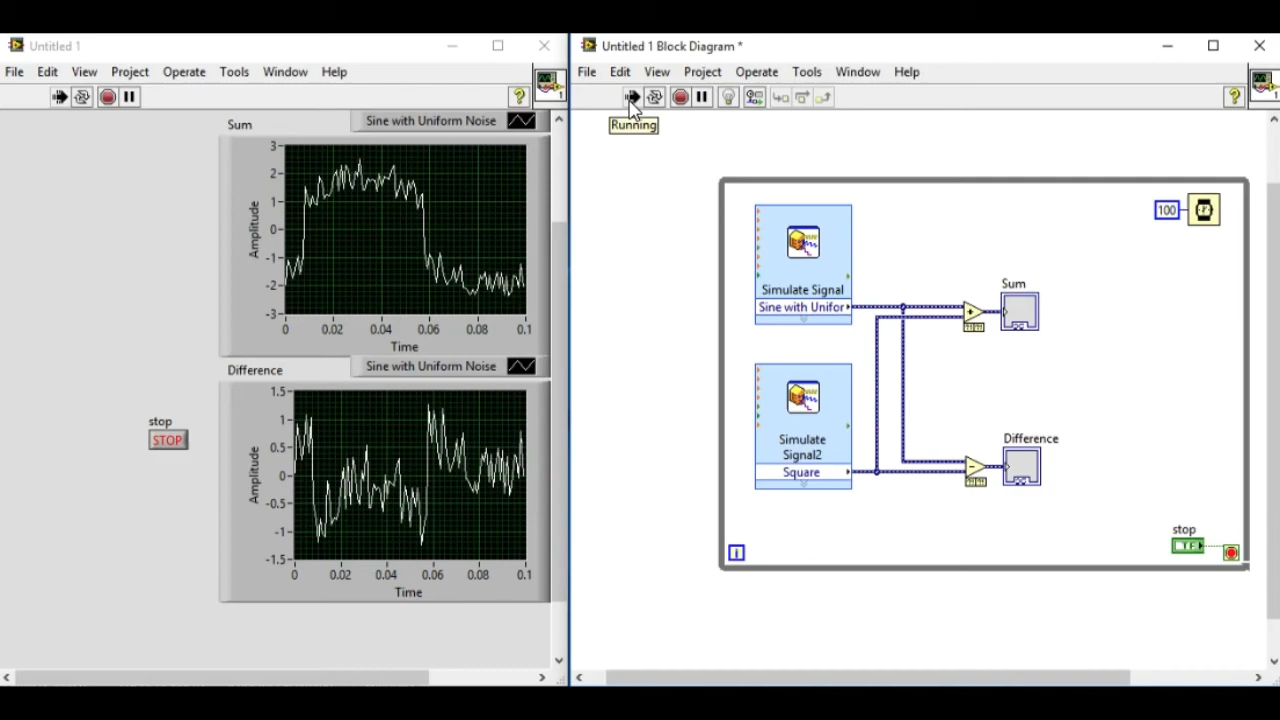 Untitled 1
File Edit View Project Operate Tools Window Help
?
1
Sum
Sine with Uniform Noise
3
2
1
0
-1
-2
-3
Amplitude
0 0.02 0.04 0.06 0.08 0.1
Time
Difference
Sine with Uniform Noise
1.5
1
0.5
0
-0.5
-1
-1.5
Amplitude
0 0.02 0.04 0.06 0.08 0.1
Time
stop
STOP
Untitled 1 Block Diagram *
File Edit View Project Operate Tools Window Help
?
1
Running
100
Simulate Signal
Sine with Unifor
Sum
Simulate
Signal2
Square
Difference
stop
TF
i